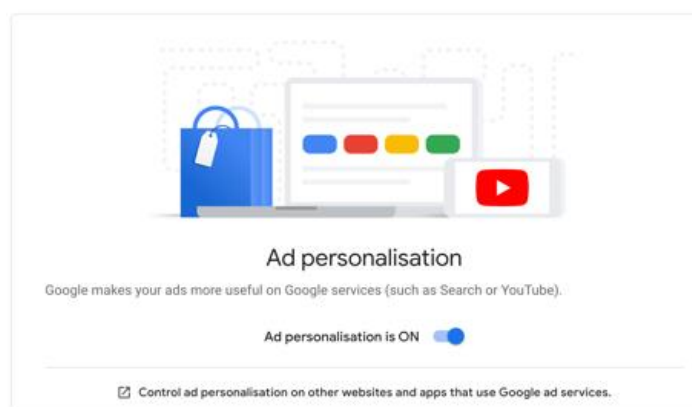 Ad personalisation
Google makes your ads more useful on Google services (such as Search or YouTube).
Ad personalisation is ON
Control ad personalisation on other websites and apps that use Google ad services.